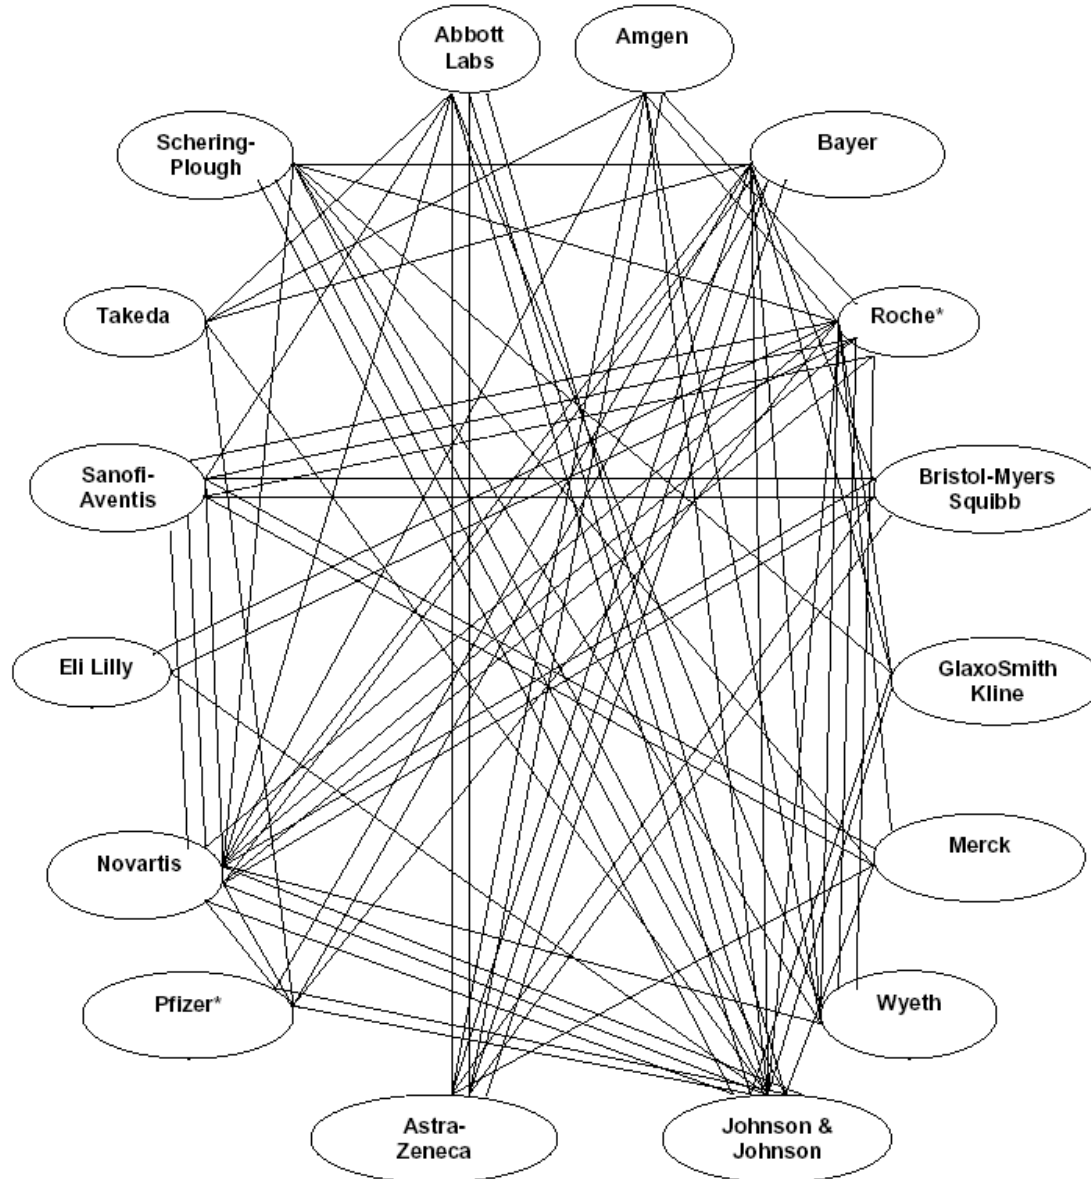 Abbott
Labs
Amgen
Schering-
Plough
Bayer
Takeda
Roche*
Sanofi-
Aventis
Bristol-Myers
Squibb
Eli Lilly
GlaxoSmith
Kline
Novartis
Merck
Pfizer*
Wyeth
Astra-
Zeneca
Johnson &
Johnson